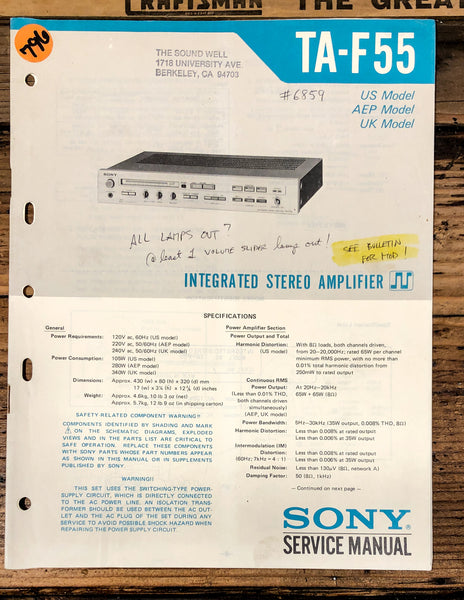 CRAFTSMAN THE GREAT
796
THE SOUND WELL
1718 UNIVERSITY AVE.
BERKELEY, CA 94703
TA-F55
#6859
US Model
AEP Model
UK Model
SONY
ALL LAMPS OUT?
@ least 1 VOLUME SLIDER lamp out!
SEE BULLETIN
FOR MOD!
INTEGRATED STEREO AMPLIFIER
SPECIFICATIONS
General
Power Requirements: 120V ac, 60Hz (US model)
220V ac, 50/60Hz (AEP model)
240V ac, 50/60Hz (UK model)
Power Consumption: 105W (US model)
280W (AEP model)
340W (UK model)
Dimensions: Approx. 430 (w) x 80 (h) x 320 (d) mm
17 (w) x 3¼ (h) x 12⅝ (d) inches
Weight: Approx. 4.6kg, 10 lb 3 oz (net)
Approx. 5.7kg, 12 lb 9 oz (in shipping carton)
SAFETY-RELATED COMPONENT WARNING!!
COMPONENTS IDENTIFIED BY SHADING AND MARK
⚠ ON THE SCHEMATIC DIAGRAMS, EXPLODED
VIEWS AND IN THE PARTS LIST ARE CRITICAL TO
SAFE OPERATION. REPLACE THESE COMPONENTS
WITH SONY PARTS WHOSE PART NUMBERS APPEAR
AS SHOWN IN THIS MANUAL OR IN SUPPLEMENTS
PUBLISHED BY SONY.
WARNING!!
THIS SET USES THE SWITCHING-TYPE POWER-
SUPPLY CIRCUIT, WHICH IS DIRECTLY CONNECTED
TO THE AC POWER LINE. AN ISOLATION TRANS-
FORMER SHOULD BE USED BETWEEN THE AC OUT-
LET AND THE AC PLUG OF THE SET DURING ANY
SERVICE TO AVOID POSSIBLE SHOCK HAZARD WHEN
REPAIRING THE POWER SUPPLY CIRCUIT.
Power Amplifier Section
Power Output and Total
Harmonic Distortion: With 8Ω loads, both channels driven,
(US model) from 20–20,000Hz; rated 65W per channel
minimum RMS power, with no more than
0.01% total harmonic distortion from
250mW to rated output
Continuous RMS
Power Output: At 20Hz–20kHz
(Less than 0.01% THD, 65W + 65W (8Ω)
both channels driven
simultaneously)
(AEP, UK model)
Power Bandwidth: 5Hz–30kHz (35W output, 0.008% THD, 8Ω)
Harmonic Distortion: Less than 0.008% at rated output
Less than 0.006% at 35W output
Intermodulation (IM)
Distortion: Less than 0.008% at rated output
(60Hz; 7kHz = 4 : 1) Less than 0.006% at 35W output
Residual Noise: Less than 130μV (8Ω, network A)
Damping Factor: 50 (8Ω, 1kHz)
— Continued on next page —
SONY®
SERVICE MANUAL